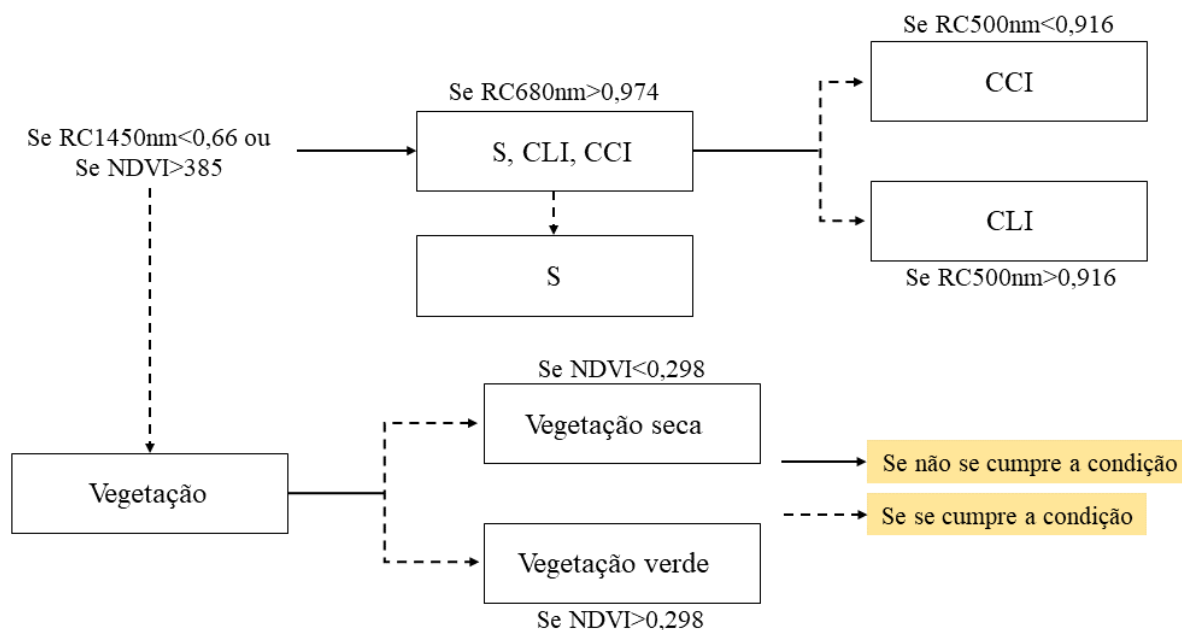 Se RC500nm<0,916
CCI
Se RC680nm>0,974
Se RC1450nm<0,66 ou
Se NDVI>385
S, CLI, CCI
CLI
Se RC500nm>0,916
S
Se NDVI<0,298
Vegetação seca
Vegetação
Se não se cumpre a condição
Se se cumpre a condição
Vegetação verde
Se NDVI>0,298